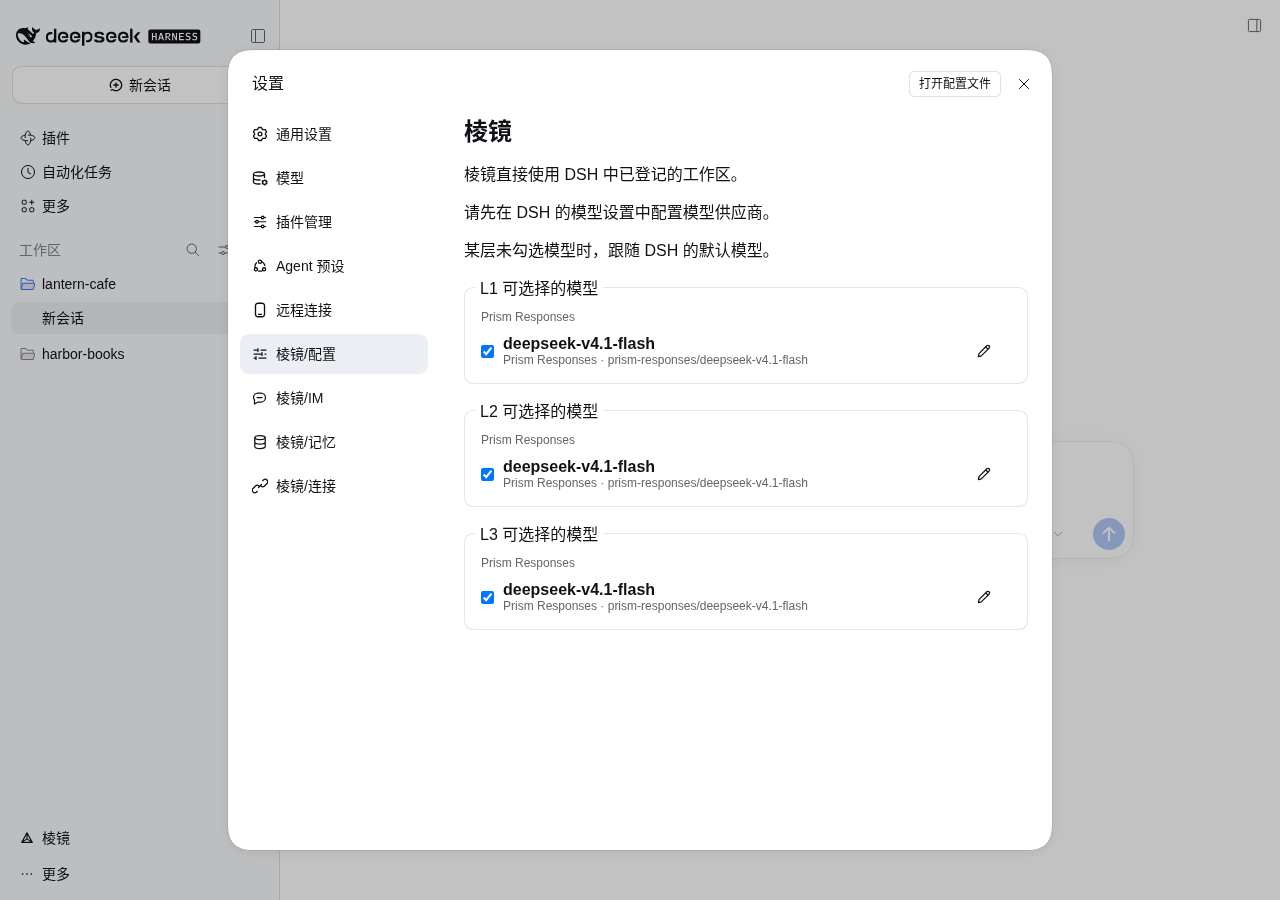 deepseek HARNESS
新会话
插件
自动化任务
更多
工作区
lantern-cafe
新会话
harbor-books
棱镜
更多
设置
打开配置文件
通用设置
模型
插件管理
Agent 预设
远程连接
棱镜/配置
棱镜/IM
棱镜/记忆
棱镜/连接
棱镜
棱镜直接使用 DSH 中已登记的工作区。
请先在 DSH 的模型设置中配置模型供应商。
某层未勾选模型时，跟随 DSH 的默认模型。
L1 可选择的模型
Prism Responses
deepseek-v4.1-flash
Prism Responses · prism-responses/deepseek-v4.1-flash
L2 可选择的模型
Prism Responses
deepseek-v4.1-flash
Prism Responses · prism-responses/deepseek-v4.1-flash
L3 可选择的模型
Prism Responses
deepseek-v4.1-flash
Prism Responses · prism-responses/deepseek-v4.1-flash